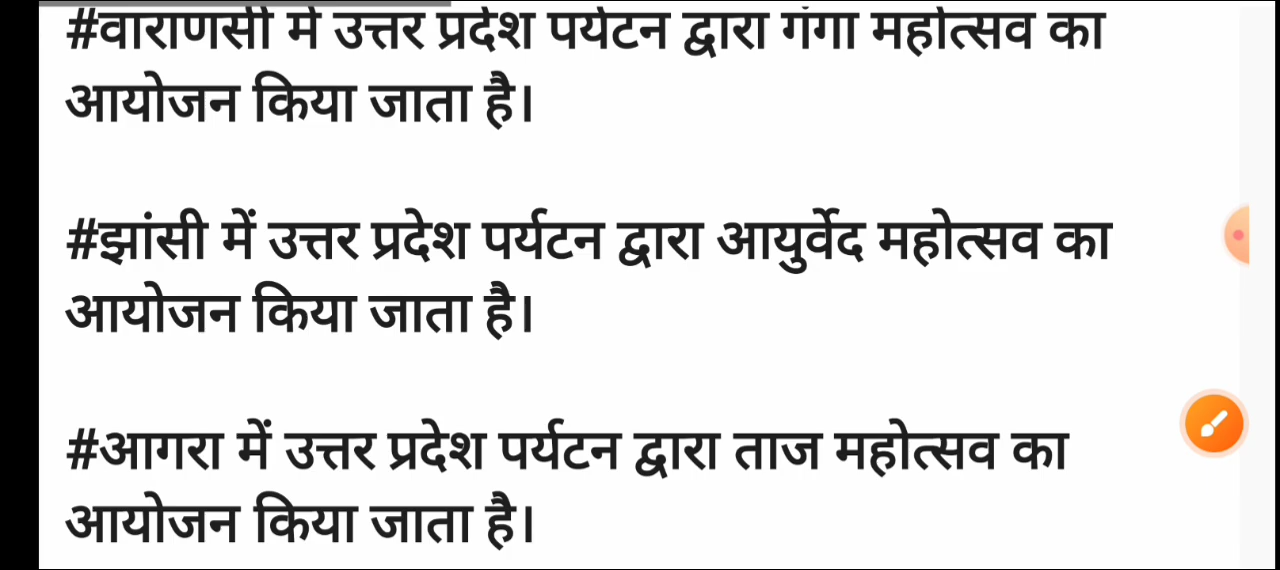 #वाराणसी में उत्तर प्रदेश पर्यटन द्वारा गंगा महोत्सव का
आयोजन किया जाता है।
#झांसी में उत्तर प्रदेश पर्यटन द्वारा आयुर्वेद महोत्सव का
आयोजन किया जाता है।
#आगरा में उत्तर प्रदेश पर्यटन द्वारा ताज महोत्सव का
आयोजन किया जाता है।